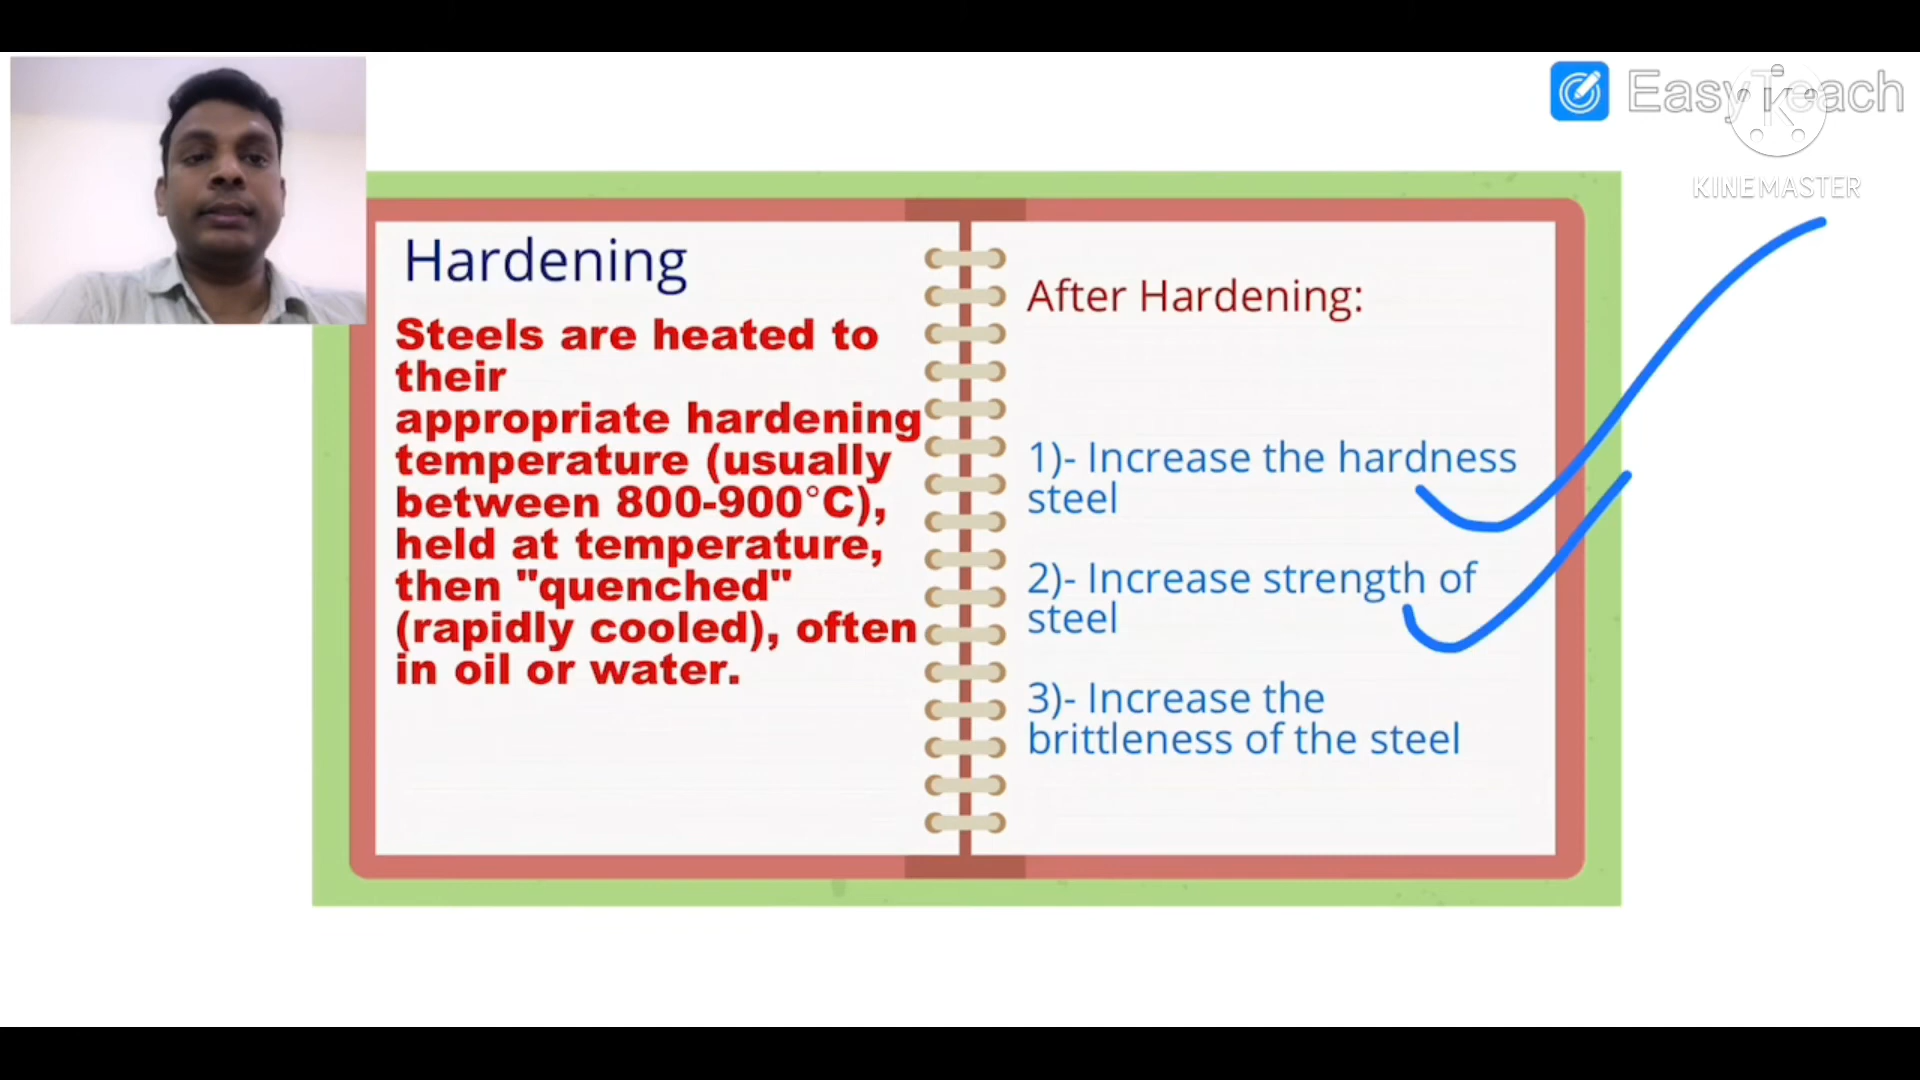 EasyTeach
KINEMASTER
Hardening
Steels are heated to
their
appropriate hardening
temperature (usually
between 800-900°C),
held at temperature,
then "quenched"
(rapidly cooled), often
in oil or water.
After Hardening:
1)- Increase the hardness
steel
2)- Increase strength of
steel
3)- Increase the
brittleness of the steel